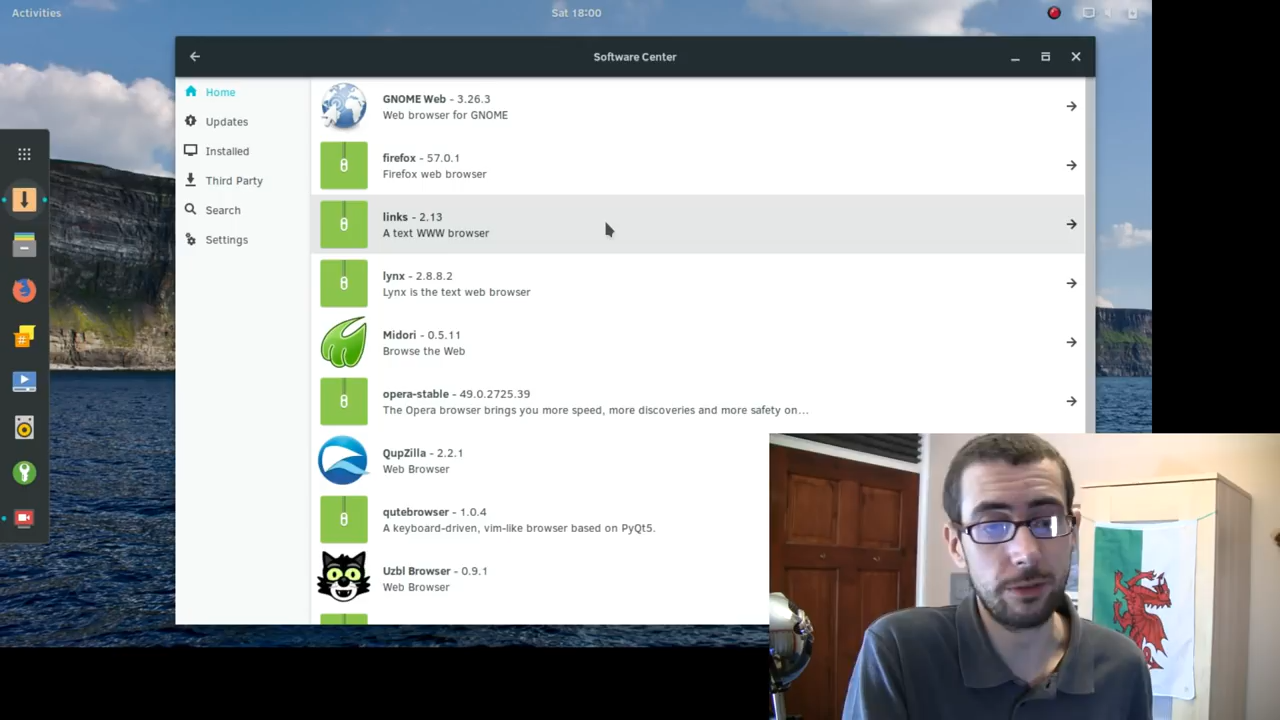 Activities
Sat 18:00
Software Center
Home
Updates
Installed
Third Party
Search
Settings
GNOME Web - 3.26.3
Web browser for GNOME
firefox - 57.0.1
Firefox web browser
links - 2.13
A text WWW browser
lynx - 2.8.8.2
Lynx is the text web browser
Midori - 0.5.11
Browse the Web
opera-stable - 49.0.2725.39
The Opera browser brings you more speed, more discoveries and more safety on...
QupZilla - 2.2.1
Web Browser
qutebrowser - 1.0.4
A keyboard-driven, vim-like browser based on PyQt5.
Uzbl Browser - 0.9.1
Web Browser